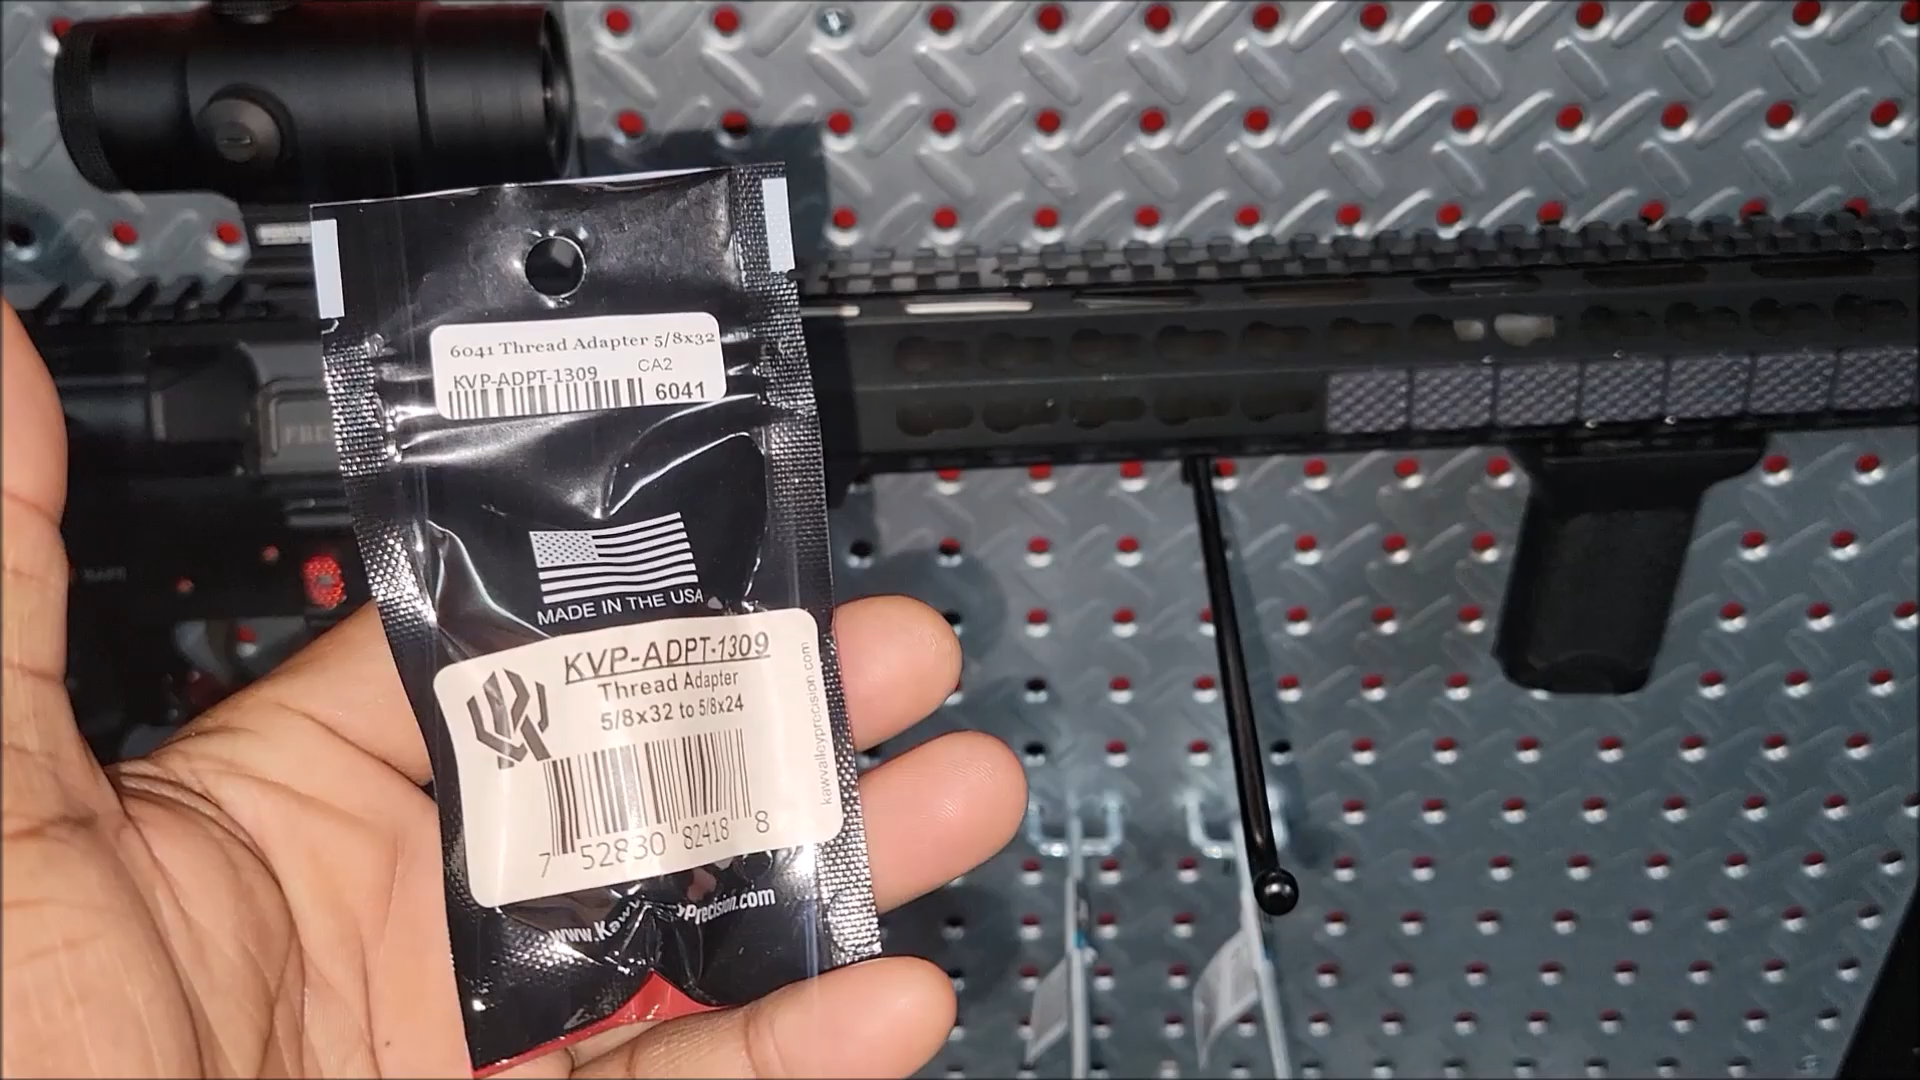 6041 Thread Adapter 5/8x32
KVP-ADPT-1309 CA2
6041
MADE IN THE USA
KVP-ADPT-1309
Thread Adapter
5/8x32 to 5/8x24
kawvalleyprecision.com
7 52830 82418 8